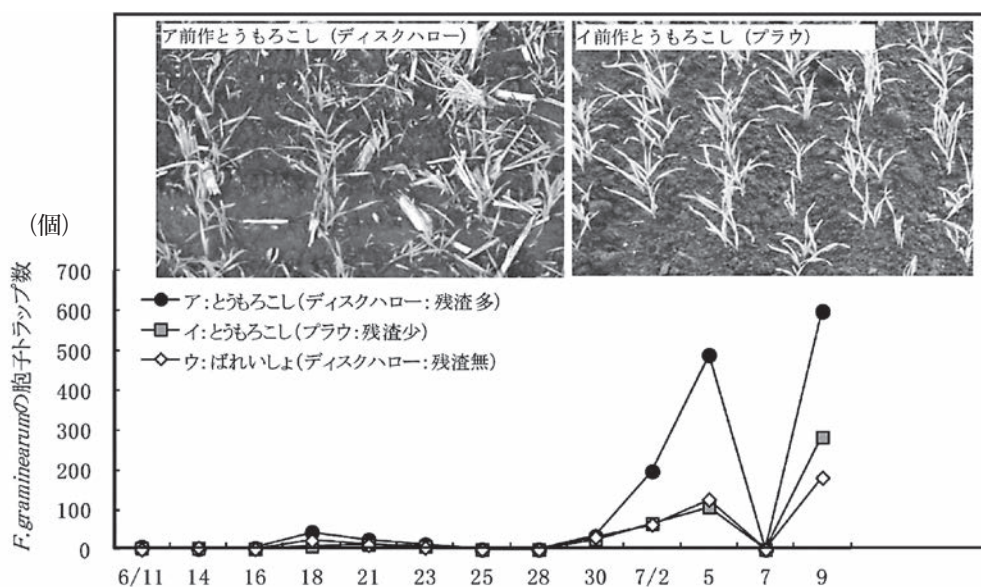 ア前作とうもろこし（ディスクハロー）
イ前作とうもろこし（プラウ）
（個）
F.graminearumの胞子トラップ数
700
600
500
400
300
200
100
0
ア：とうもろこし（ディスクハロー：残渣多）
イ：とうもろこし（プラウ：残渣少）
ウ：ばれいしょ（ディスクハロー：残渣無）
6/11 14 16 18 21 23 25 28 30 7/2 5 7 9